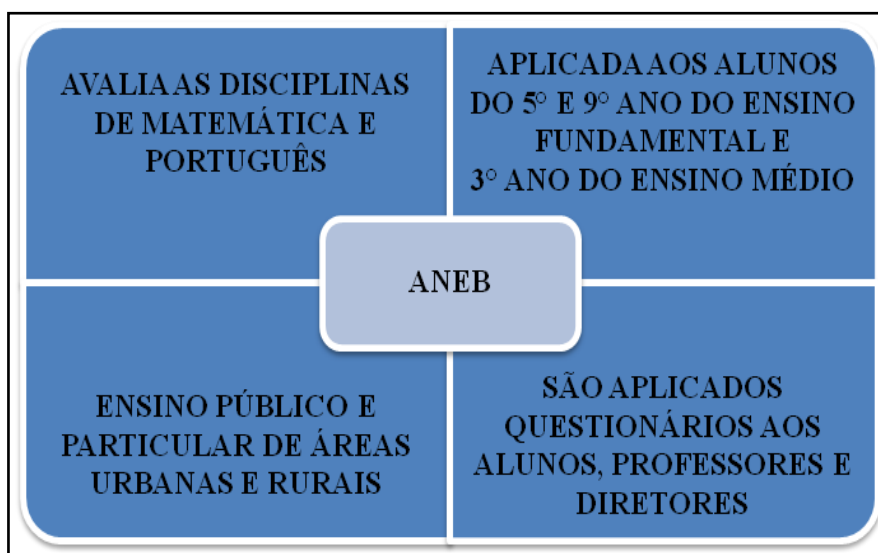 AVALIA AS DISCIPLINAS
DE MATEMÁTICA E
PORTUGUÊS
APLICADA AOS ALUNOS
DO 5° E 9° ANO DO ENSINO
FUNDAMENTAL E
3° ANO DO ENSINO MÉDIO
ANEB
ENSINO PÚBLICO E
PARTICULAR DE ÁREAS
URBANAS E RURAIS
SÃO APLICADOS
QUESTIONÁRIOS AOS
ALUNOS, PROFESSORES E
DIRETORES